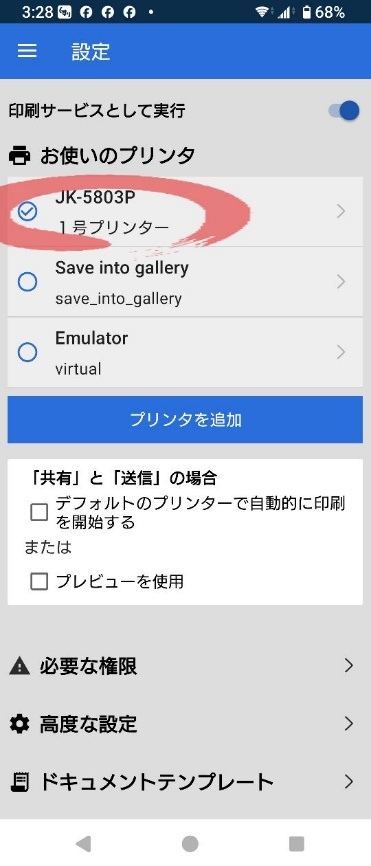 3:28 68%
設定
印刷サービスとして実行
お使いのプリンタ
JK-5803P
１号プリンター
Save into gallery
save_into_gallery
Emulator
virtual
プリンタを追加
「共有」と「送信」の場合
デフォルトのプリンターで自動的に印刷
を開始する
または
プレビューを使用
必要な権限
高度な設定
ドキュメントテンプレート